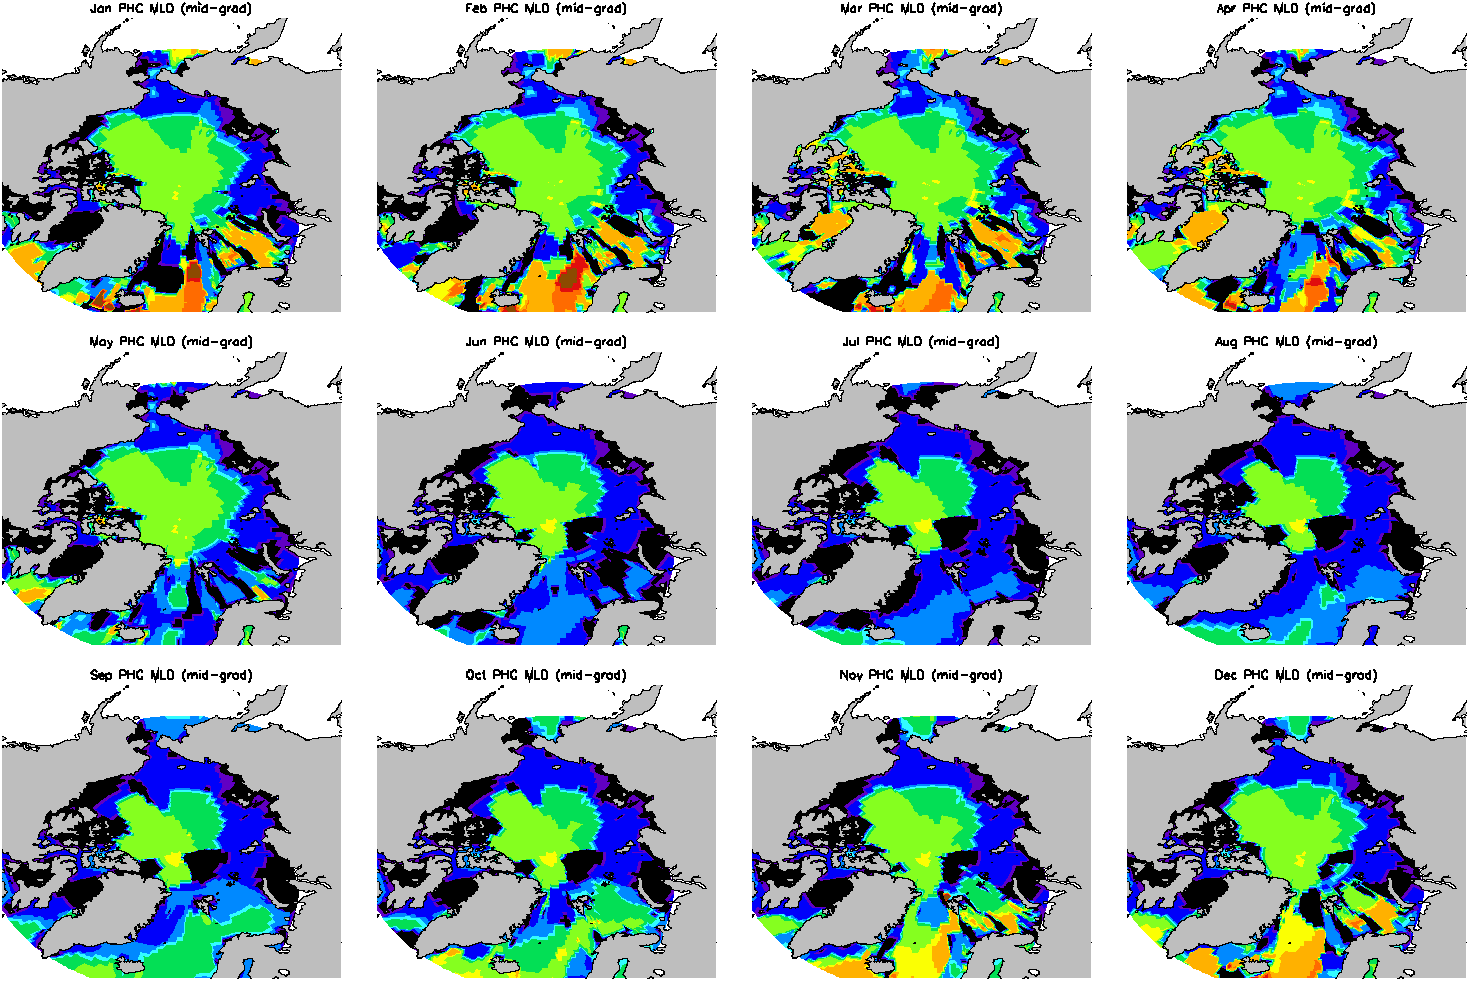 Jan PHC MLD (mid-grad)
Feb PHC MLD (mid-grad)
Mar PHC MLD (mid-grad)
Apr PHC MLD (mid-grad)
May PHC MLD (mid-grad)
Jun PHC MLD (mid-grad)
Jul PHC MLD (mid-grad)
Aug PHC MLD (mid-grad)
Sep PHC MLD (mid-grad)
Oct PHC MLD (mid-grad)
Nov PHC MLD (mid-grad)
Dec PHC MLD (mid-grad)